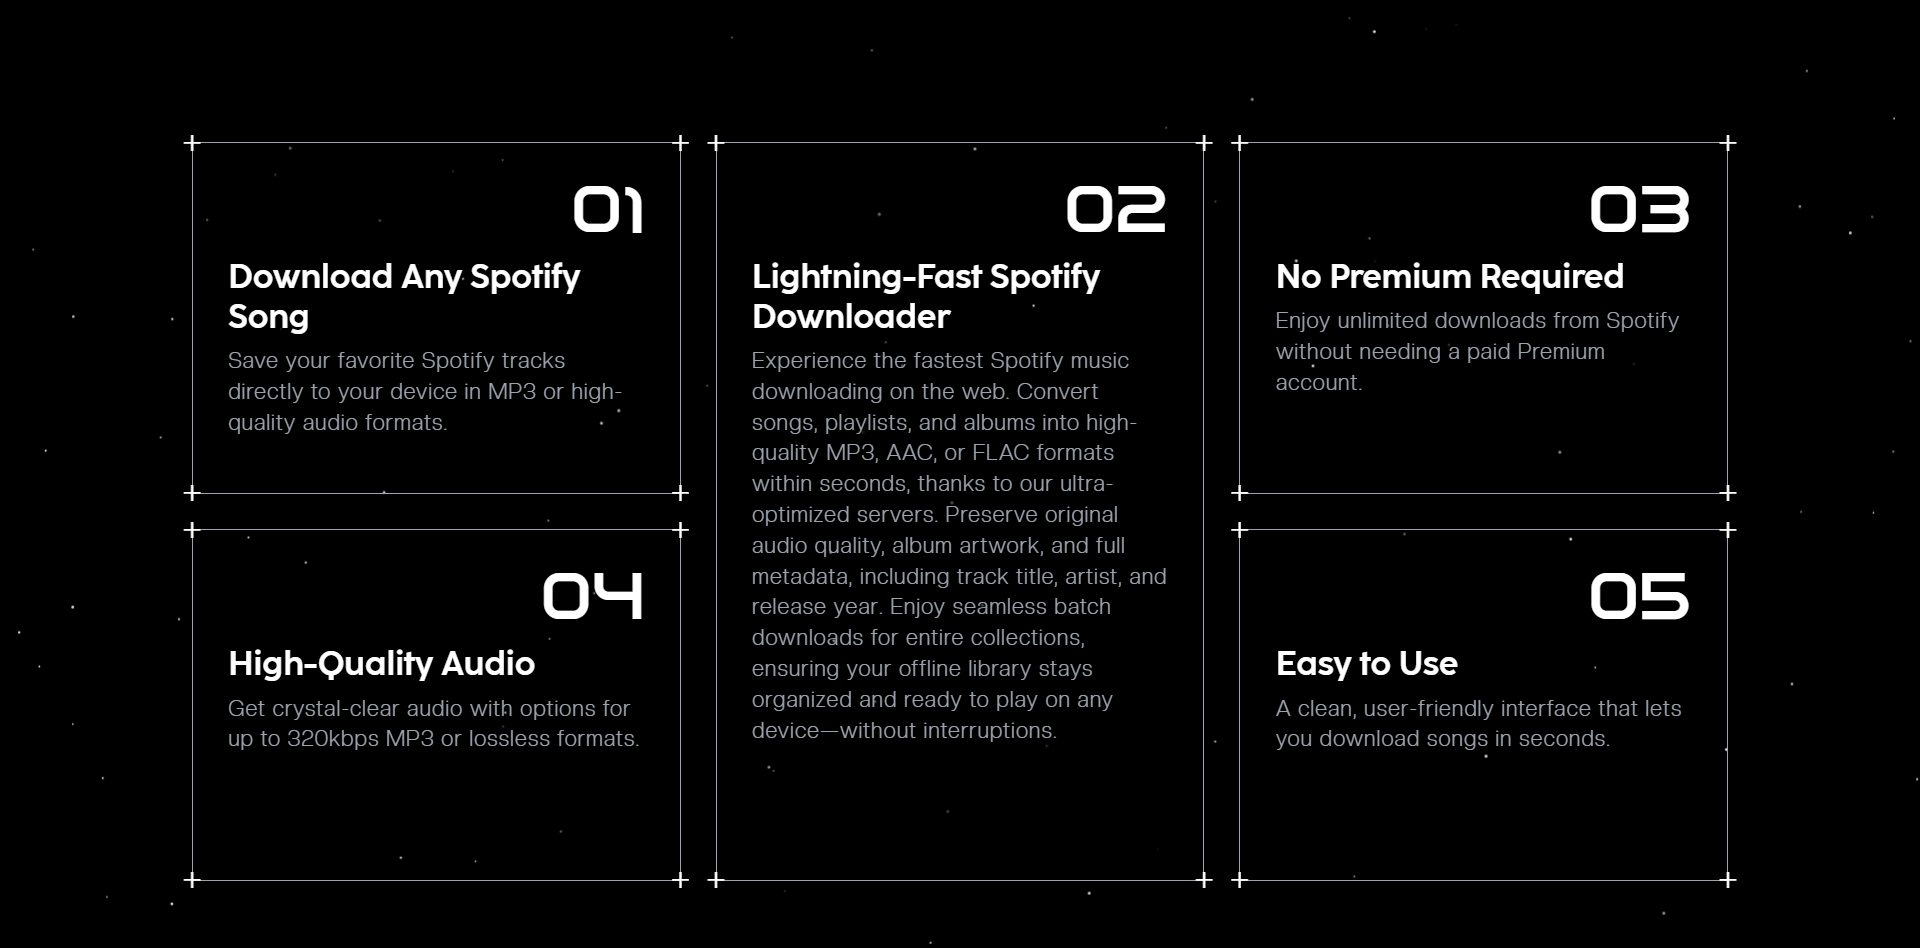 01
Download Any Spotify
Song
Save your favorite Spotify tracks
directly to your device in MP3 or high-
quality audio formats.
02
Lightning-Fast Spotify
Downloader
Experience the fastest Spotify music
downloading on the web. Convert
songs, playlists, and albums into high-
quality MP3, AAC, or FLAC formats
within seconds, thanks to our ultra-
optimized servers. Preserve original
audio quality, album artwork, and full
metadata, including track title, artist, and
release year. Enjoy seamless batch
downloads for entire collections,
ensuring your offline library stays
organized and ready to play on any
device—without interruptions.
03
No Premium Required
Enjoy unlimited downloads from Spotify
without needing a paid Premium
account.
04
High-Quality Audio
Get crystal-clear audio with options for
up to 320kbps MP3 or lossless formats.
05
Easy to Use
A clean, user-friendly interface that lets
you download songs in seconds.